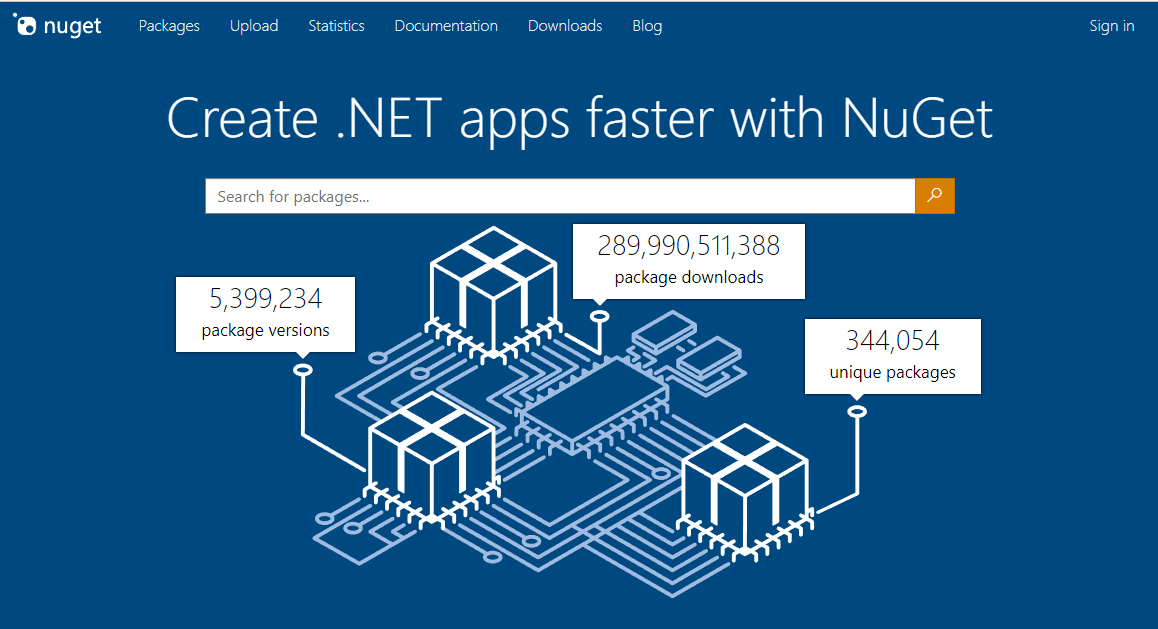 nuget Packages Upload Statistics Documentation Downloads Blog Sign in
Create .NET apps faster with NuGet
Search for packages...
289,990,511,388
package downloads
5,399,234
package versions
344,054
unique packages